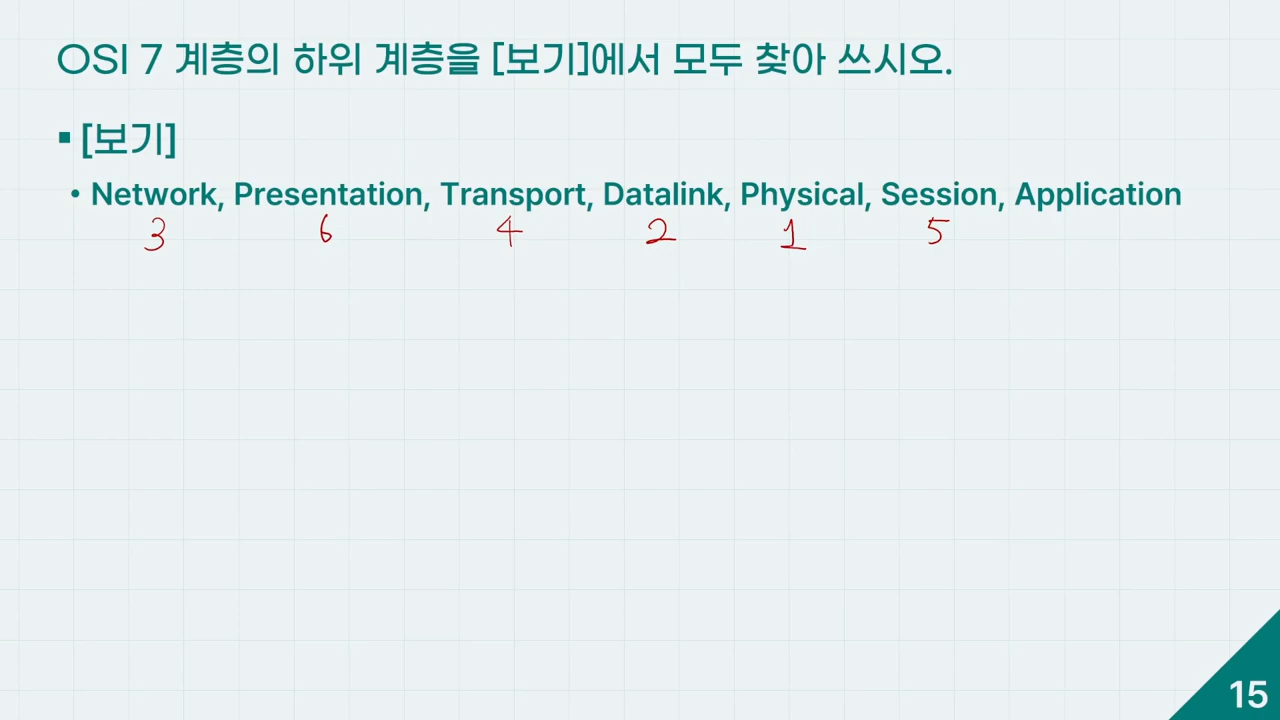 OSI 7 계층의 하위 계층을 [보기]에서 모두 찾아 쓰시오.
▪ [보기]
• Network, Presentation, Transport, Datalink, Physical, Session, Application
3 6 4 2 1 5
15